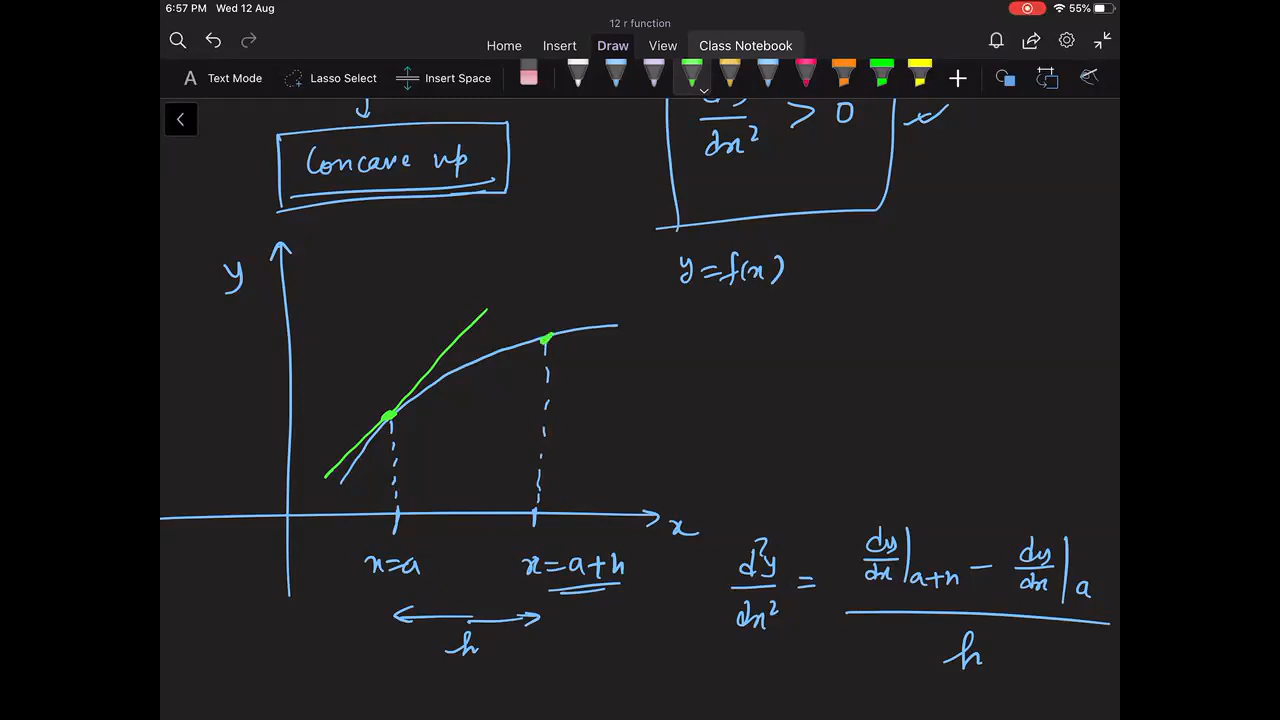 6:57 PM Wed 12 Aug
55%
12 r function
Home Insert Draw View Class Notebook
A Text Mode Lasso Select Insert Space
Concave up
dy/dx² > 0
y = f(x)
y
x
x=a x=a+h
h
d²y/dx² = (dy/dx|a+h − dy/dx|a)/h